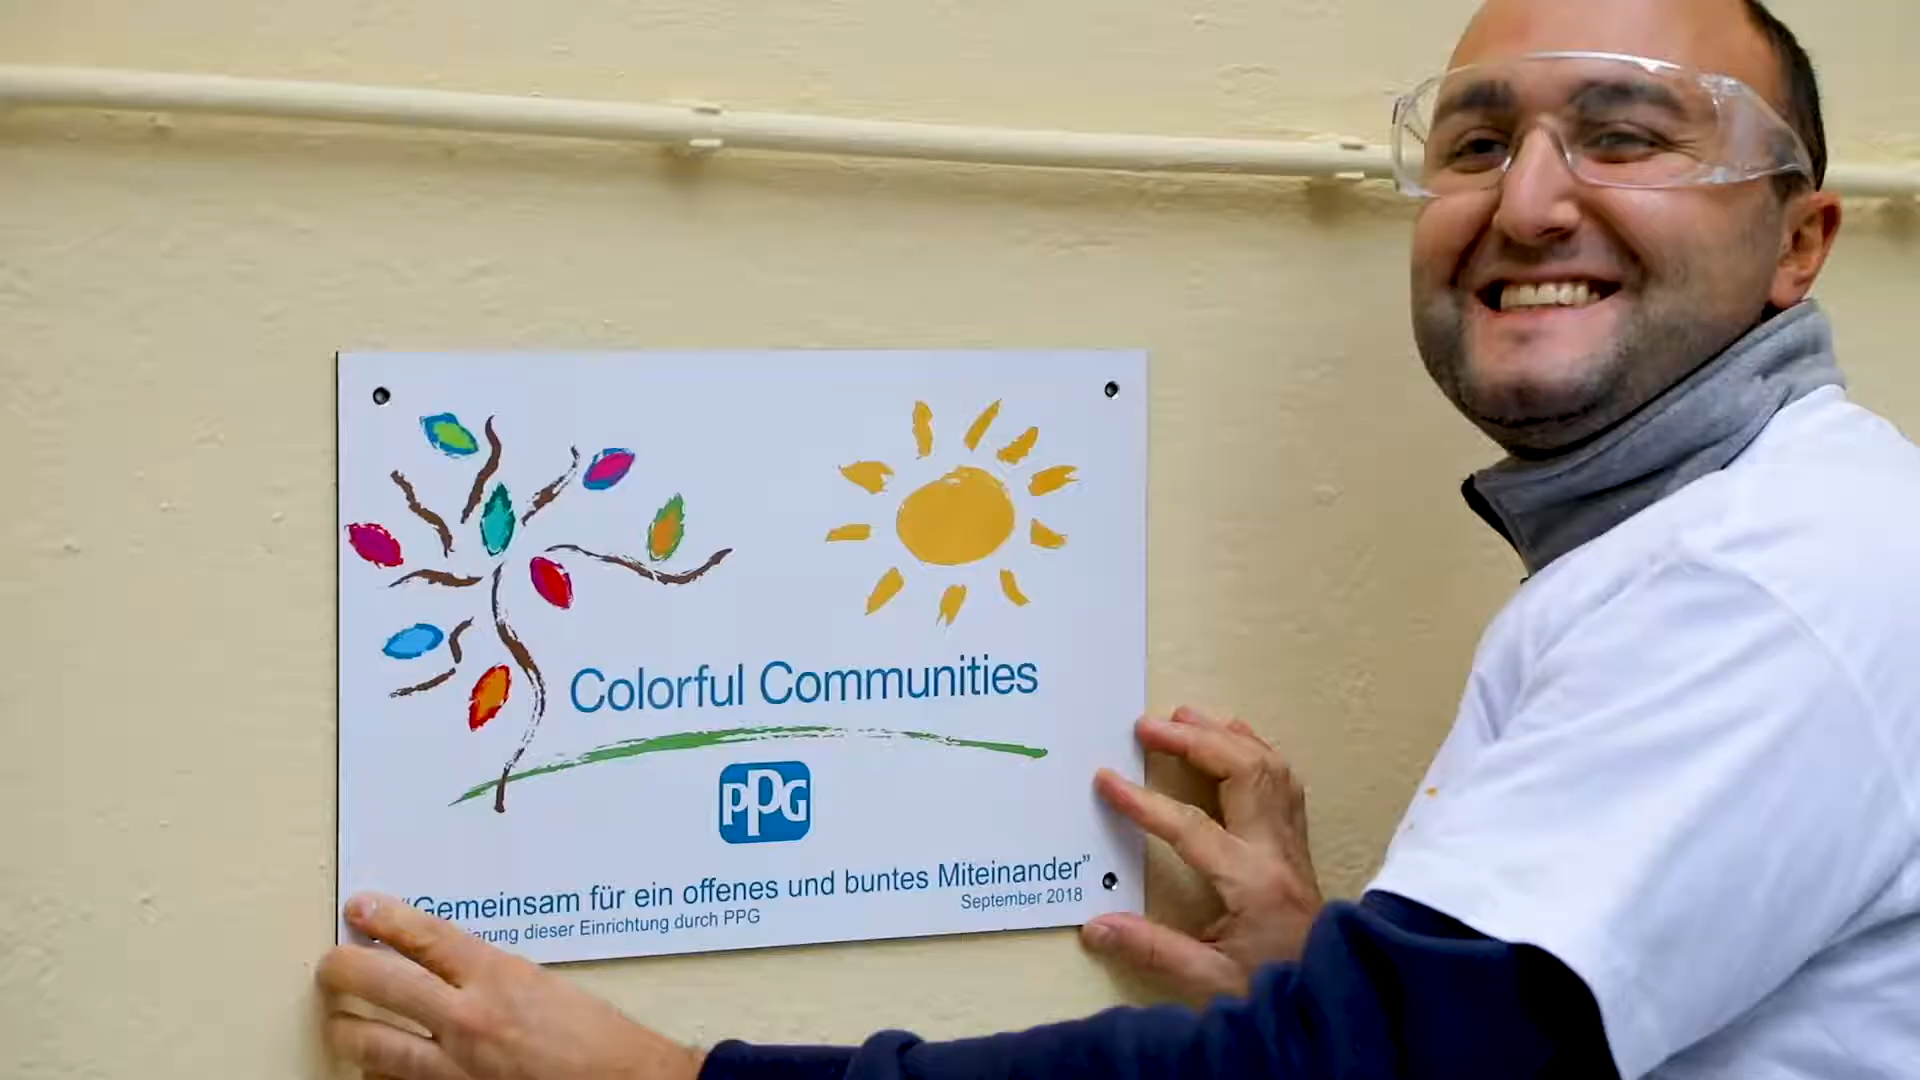 Colorful Communities
PPG
“Gemeinsam für ein offenes und buntes Miteinander”
dieser Einrichtung durch PPG
September 2018